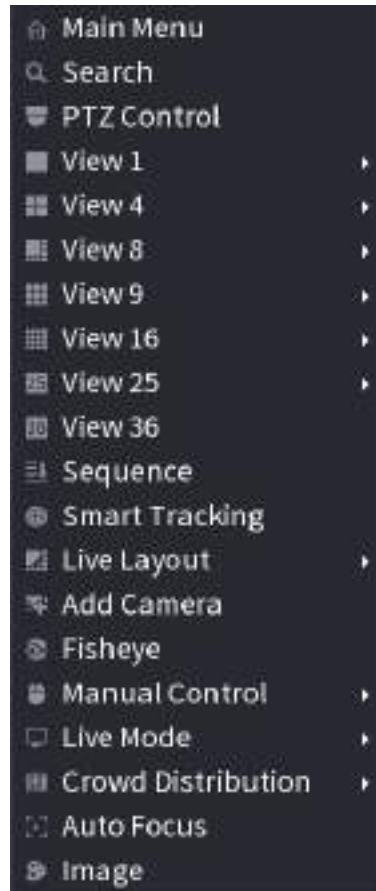 Main Menu
Search
PTZ Control
View 1
View 4
View 8
View 9
View 16
View 25
View 36
Sequence
Smart Tracking
Live Layout
Add Camera
Fisheye
Manual Control
Live Mode
Crowd Distribution
Auto Focus
Image